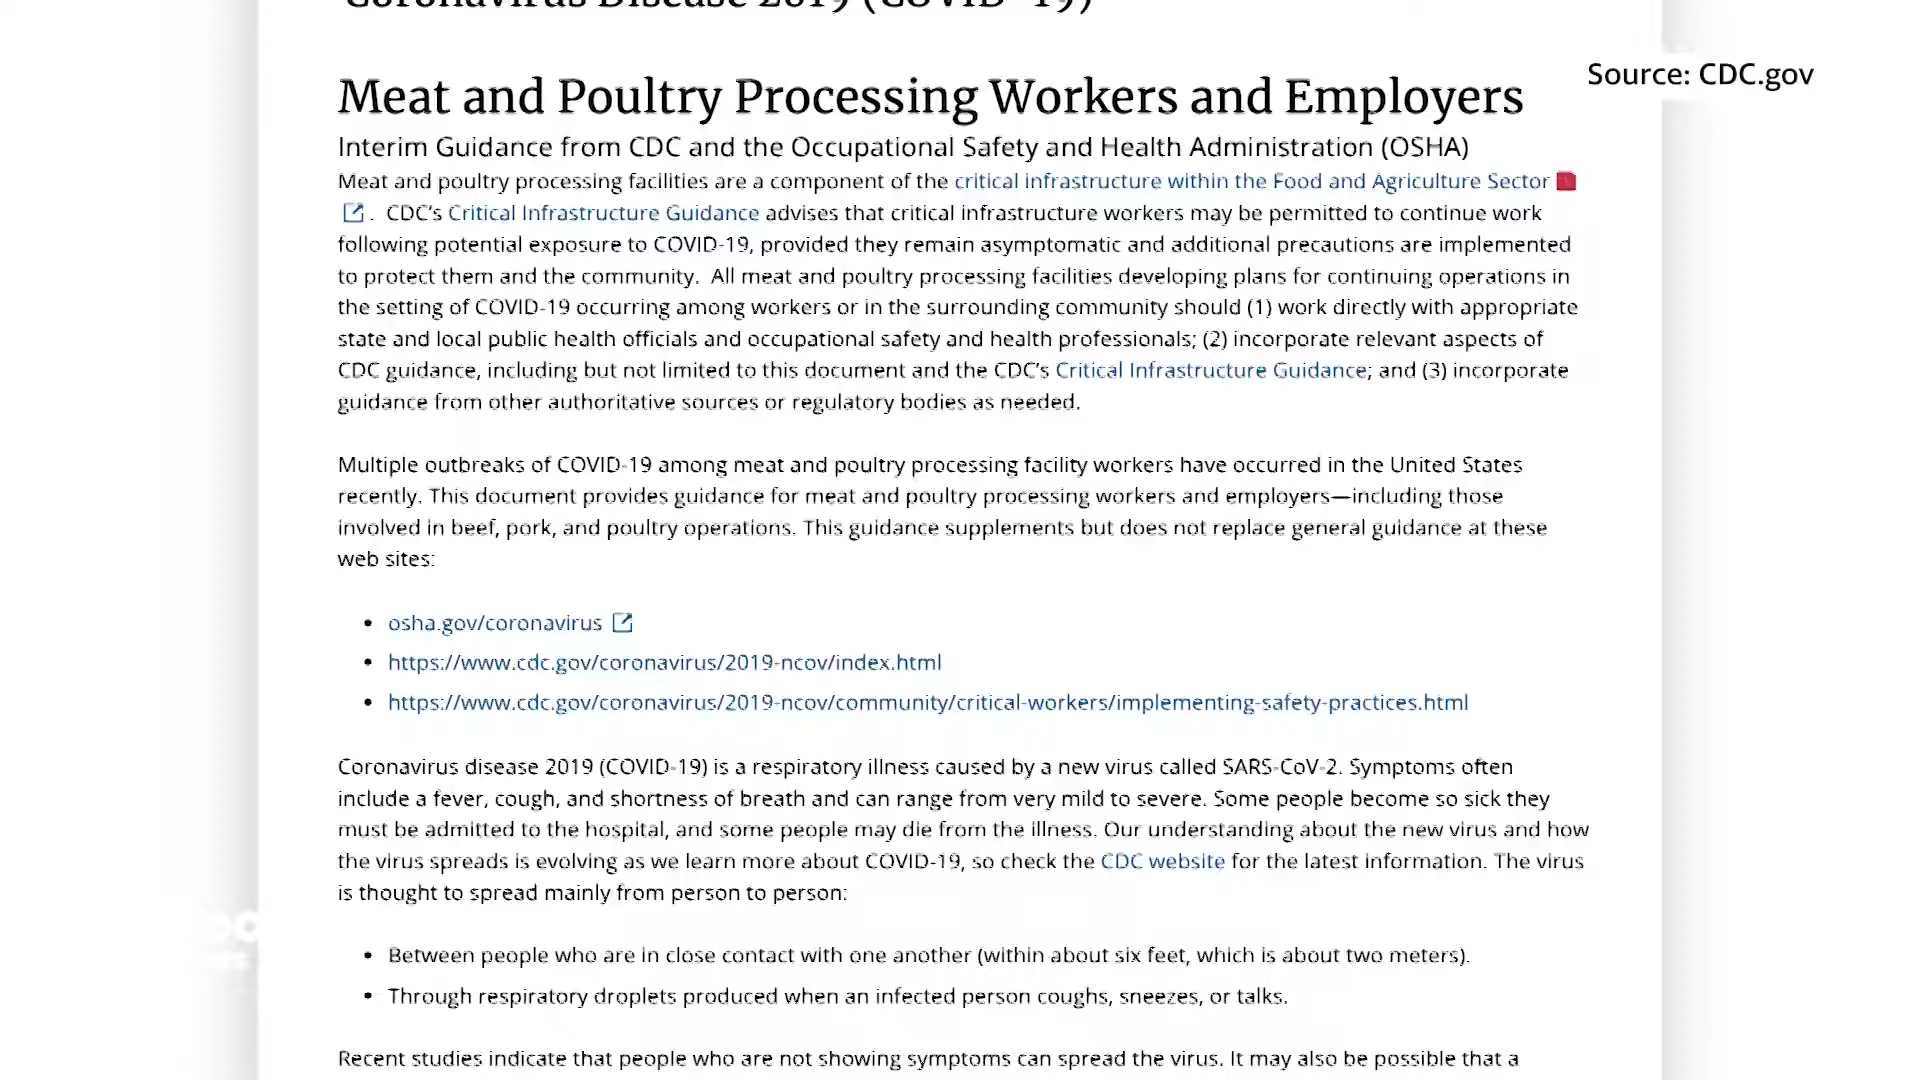 Coronavirus Disease 2019 (COVID-19)
Source: CDC.gov
Meat and Poultry Processing Workers and Employers
Interim Guidance from CDC and the Occupational Safety and Health Administration (OSHA)
Meat and poultry processing facilities are a component of the critical infrastructure within the Food and Agriculture Sector
. CDC’s Critical Infrastructure Guidance advises that critical infrastructure workers may be permitted to continue work
following potential exposure to COVID-19, provided they remain asymptomatic and additional precautions are implemented
to protect them and the community. All meat and poultry processing facilities developing plans for continuing operations in
the setting of COVID-19 occurring among workers or in the surrounding community should (1) work directly with appropriate
state and local public health officials and occupational safety and health professionals; (2) incorporate relevant aspects of
CDC guidance, including but not limited to this document and the CDC’s Critical Infrastructure Guidance; and (3) incorporate
guidance from other authoritative sources or regulatory bodies as needed.
Multiple outbreaks of COVID-19 among meat and poultry processing facility workers have occurred in the United States
recently. This document provides guidance for meat and poultry processing workers and employers—including those
involved in beef, pork, and poultry operations. This guidance supplements but does not replace general guidance at these
web sites:
• osha.gov/coronavirus
• https://www.cdc.gov/coronavirus/2019-ncov/index.html
• https://www.cdc.gov/coronavirus/2019-ncov/community/critical-workers/implementing-safety-practices.html
Coronavirus disease 2019 (COVID-19) is a respiratory illness caused by a new virus called SARS-CoV-2. Symptoms often
include a fever, cough, and shortness of breath and can range from very mild to severe. Some people become so sick they
must be admitted to the hospital, and some people may die from the illness. Our understanding about the new virus and how
the virus spreads is evolving as we learn more about COVID-19, so check the CDC website for the latest information. The virus
is thought to spread mainly from person to person:
• Between people who are in close contact with one another (within about six feet, which is about two meters).
• Through respiratory droplets produced when an infected person coughs, sneezes, or talks.
Recent studies indicate that people who are not showing symptoms can spread the virus. It may also be possible that a